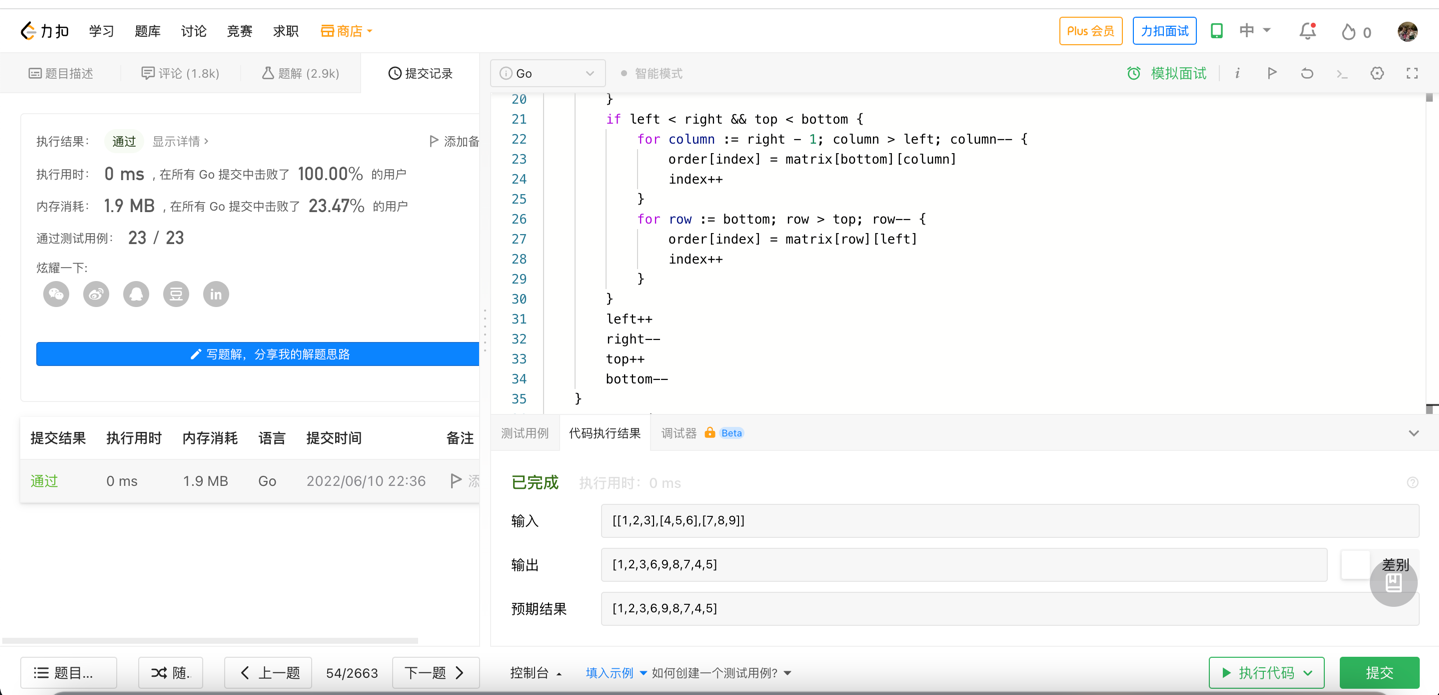 力扣 学习 题库 讨论 竞赛 求职 商店 Plus 会员 力扣面试 中 0
题目描述 评论 (1.8k) 题解 (2.9k) 提交记录
执行结果： 通过 显示详情 › 添加备
执行用时： 0 ms , 在所有 Go 提交中击败了 100.00% 的用户
内存消耗： 1.9 MB , 在所有 Go 提交中击败了 23.47% 的用户
通过测试用例： 23 / 23
炫耀一下:
豆 in
写题解，分享我的解题思路
提交结果 执行用时 内存消耗 语言 提交时间 备注
通过 0 ms 1.9 MB Go 2022/06/10 22:36 添
Go 智能模式 模拟面试 i
20 }
21 if left < right && top < bottom {
22 for column := right - 1; column > left; column-- {
23 order[index] = matrix[bottom][column]
24 index++
25 }
26 for row := bottom; row > top; row-- {
27 order[index] = matrix[row][left]
28 index++
29 }
30 }
31 left++
32 right--
33 top++
34 bottom--
35 }
测试用例 代码执行结果 调试器 Beta
已完成 执行用时：0 ms
输入 [[1,2,3],[4,5,6],[7,8,9]]
输出 [1,2,3,6,9,8,7,4,5] 差别
预期结果 [1,2,3,6,9,8,7,4,5]
题目... 随. 上一题 54/2663 下一题 控制台 填入示例 如何创建一个测试用例? 执行代码 提交